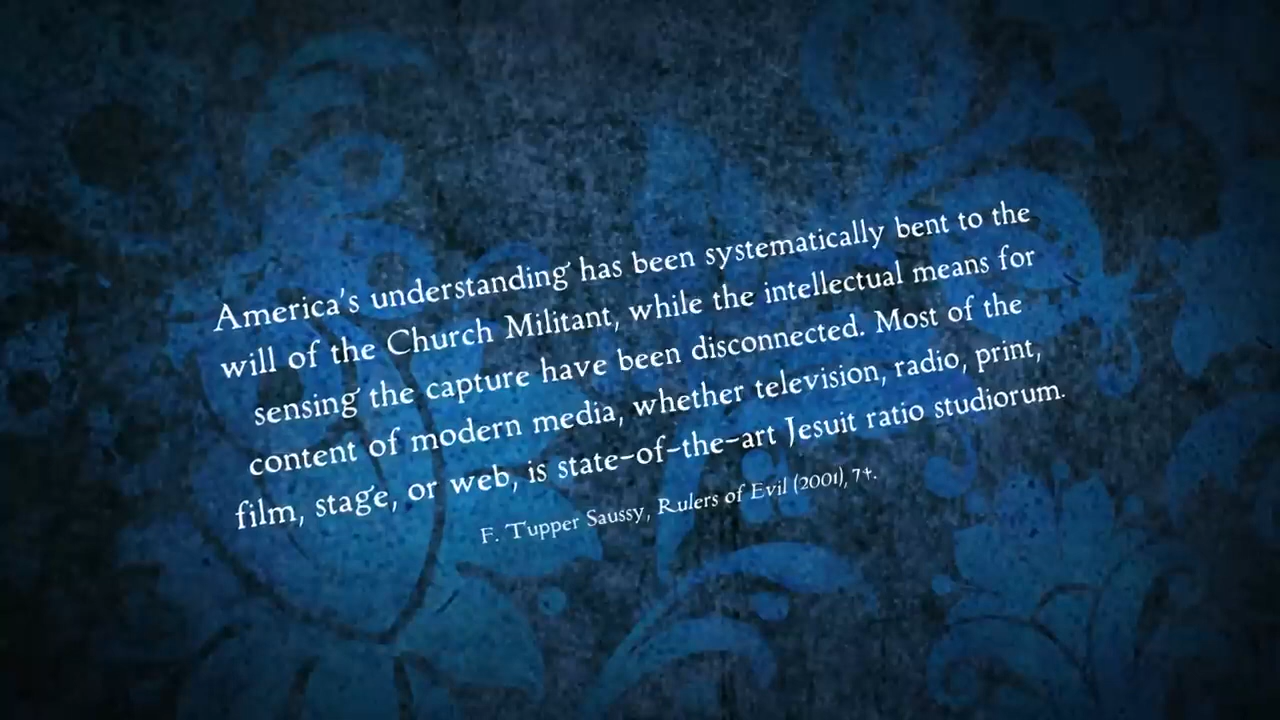 America's understanding has been systematically bent to the
will of the Church Militant, while the intellectual means for
sensing the capture have been disconnected. Most of the
content of modern media, whether television, radio, print,
film, stage, or web, is state-of-the-art Jesuit ratio studiorum.
F. Tupper Saussy, Rulers of Evil (2001), 74.